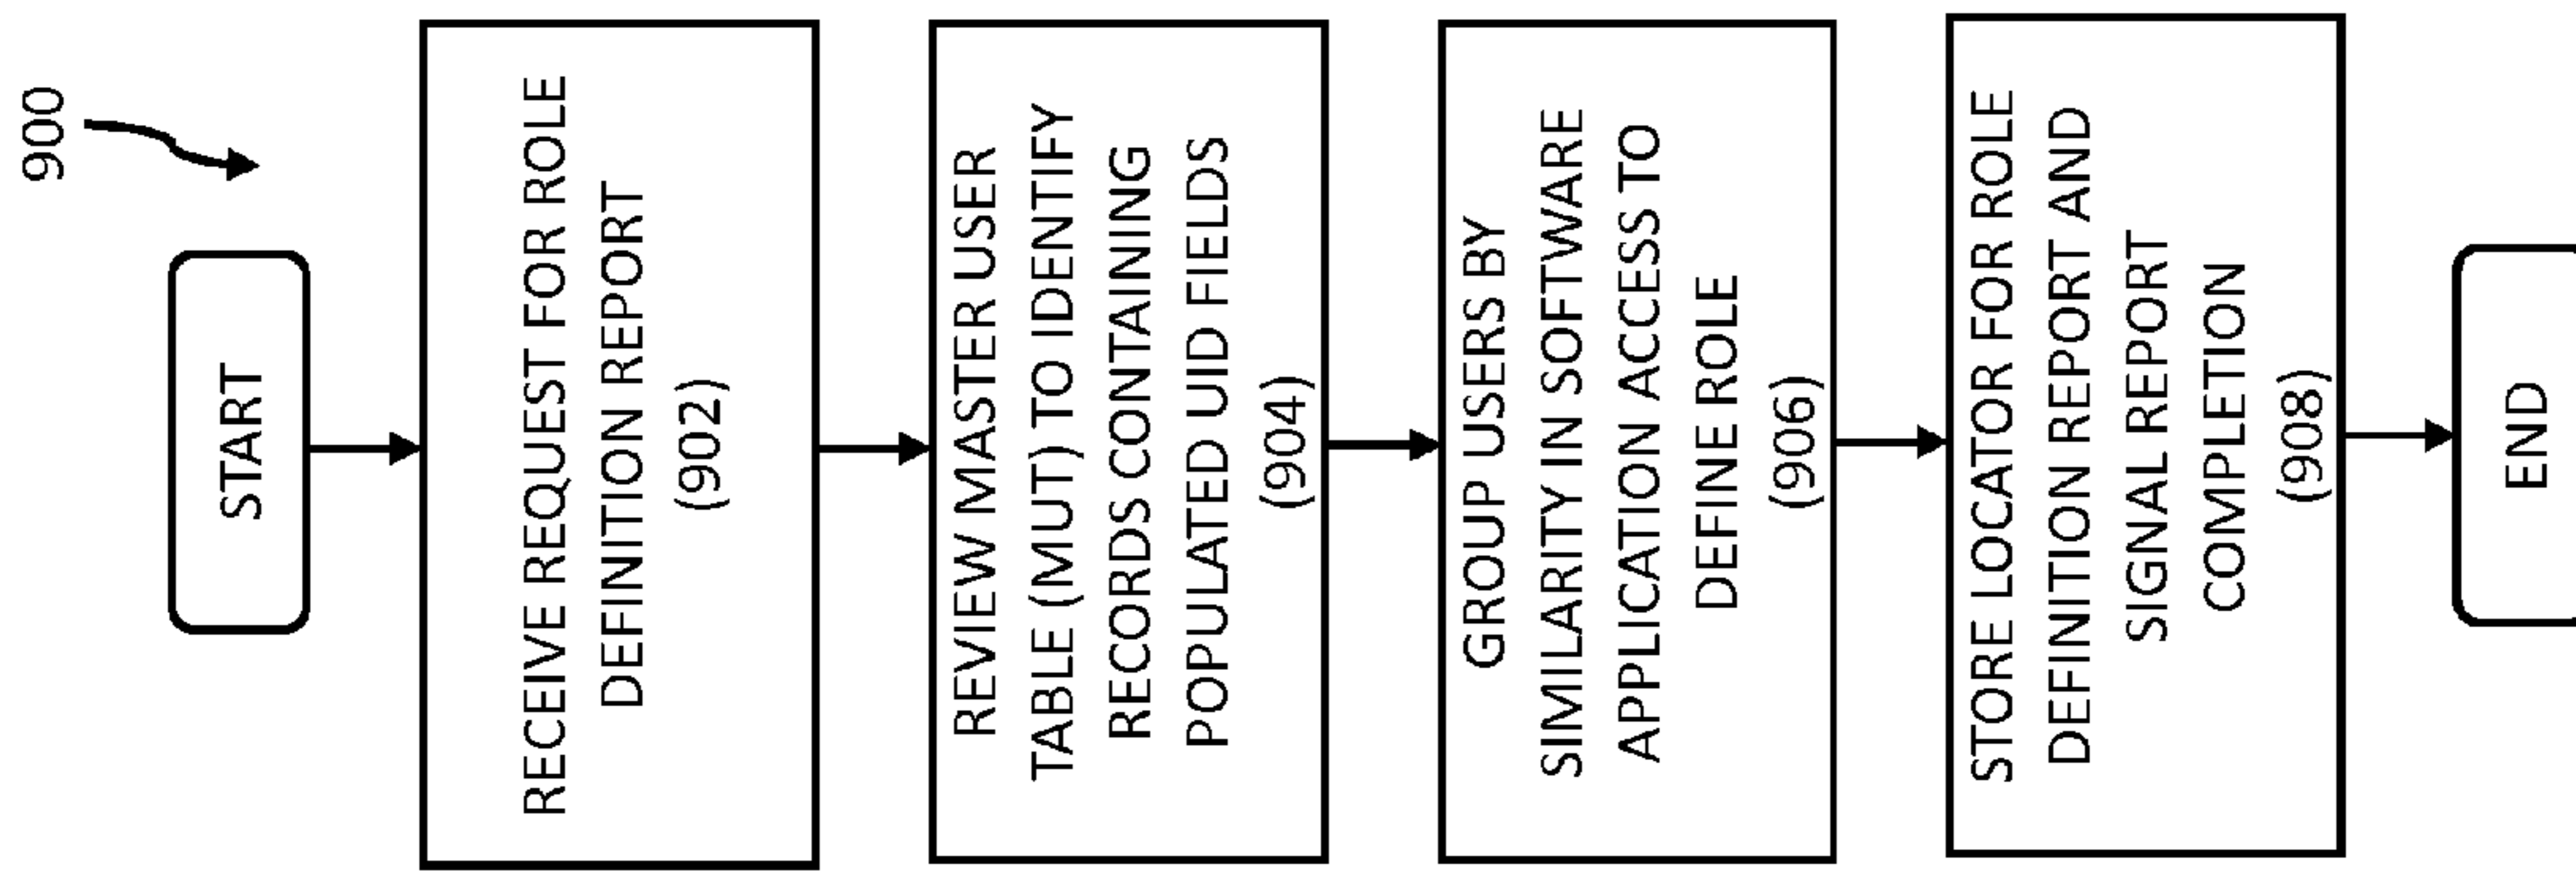 900
START
RECEIVE REQUEST FOR ROLE
DEFINITION REPORT
(902)
REVIEW MASTER USER
TABLE (MUT) TO IDENTIFY
RECORDS CONTAINING
POPULATED UID FIELDS
(904)
GROUP USERS BY
SIMILARITY IN SOFTWARE
APPLICATION ACCESS TO
DEFINE ROLE
(906)
STORE LOCATOR FOR ROLE
DEFINITION REPORT AND
SIGNAL REPORT
COMPLETION
(908)
END